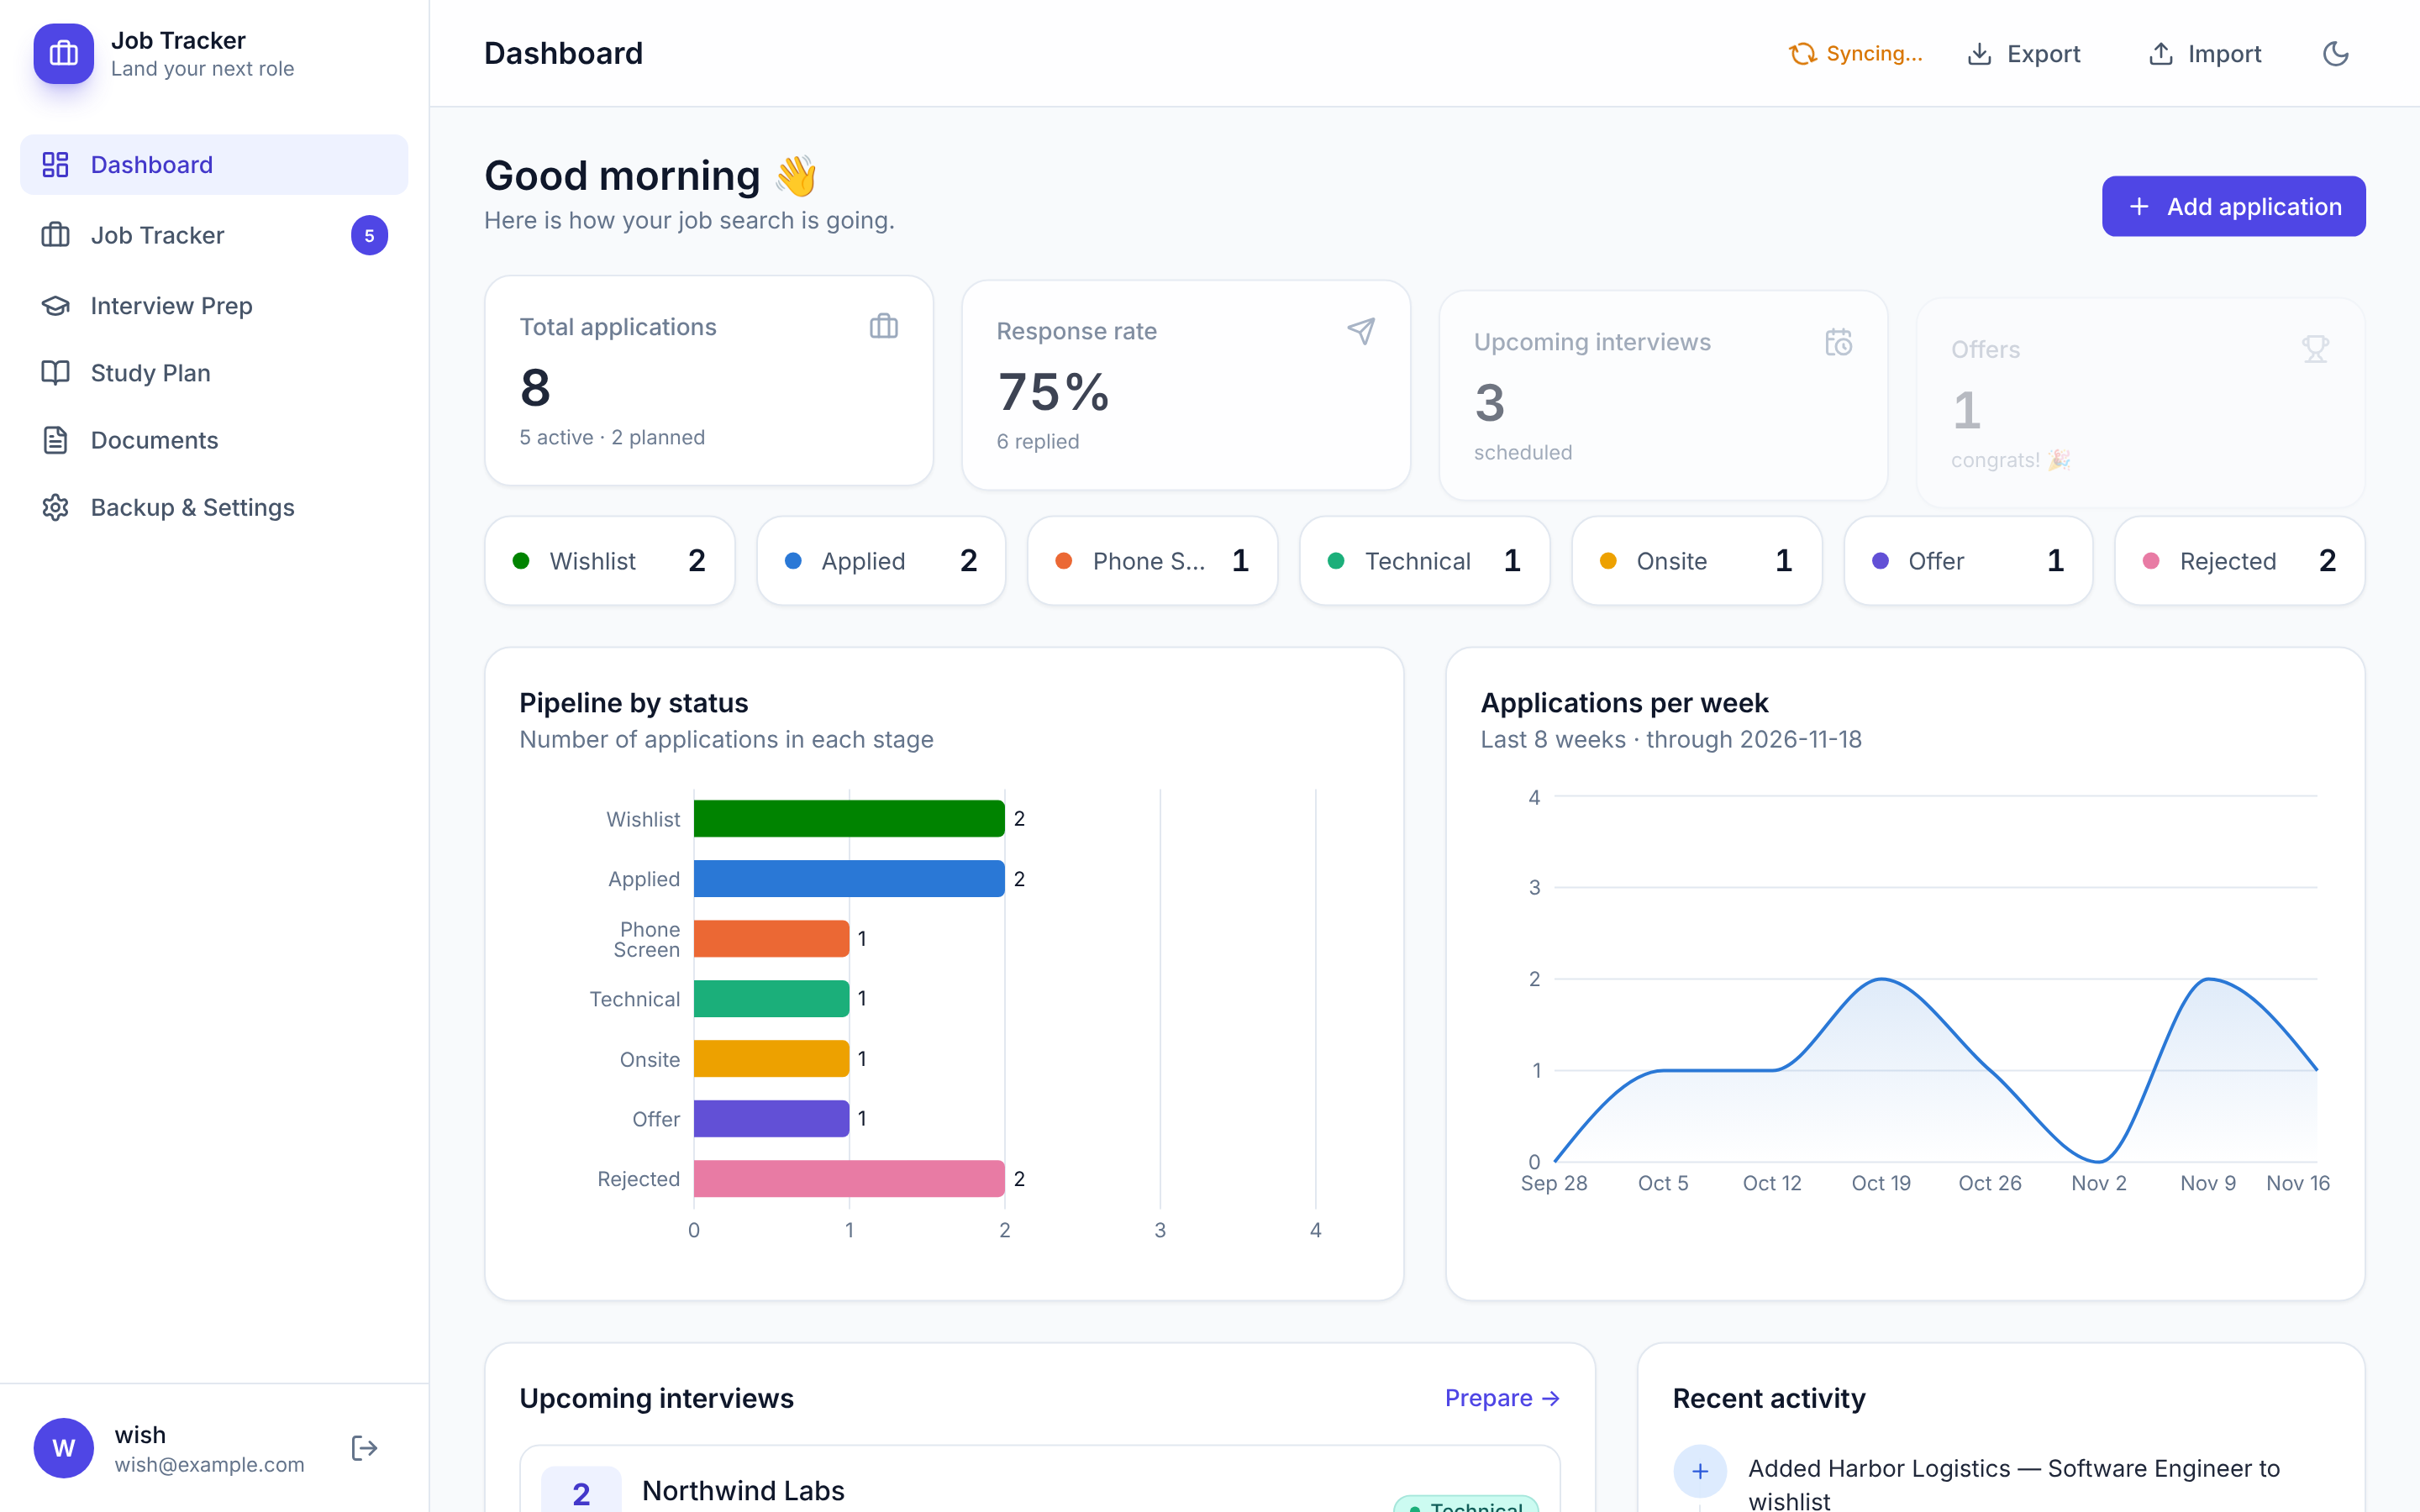 Job Tracker
Land your next role
Dashboard
Job Tracker
5
Interview Prep
Study Plan
Documents
Backup & Settings
W
wish
wish@example.com
Dashboard
Syncing...
Export
Import
Good morning 👋
Here is how your job search is going.
Add application
Total applications
8
5 active · 2 planned
Response rate
75%
6 replied
Upcoming interviews
3
scheduled
Offers
1
congrats! 🎉
Wishlist 2
Applied 2
Phone S... 1
Technical 1
Onsite 1
Offer 1
Rejected 2
Pipeline by status
Number of applications in each stage
Wishlist 2
Applied 2
Phone
Screen 1
Technical 1
Onsite 1
Offer 1
Rejected 2
0 1 2 3 4
Applications per week
Last 8 weeks · through 2026-11-18
4
3
2
1
0
Sep 28 Oct 5 Oct 12 Oct 19 Oct 26 Nov 2 Nov 9 Nov 16
Upcoming interviews
Prepare →
2
Northwind Labs
Technical
Recent activity
Added Harbor Logistics — Software Engineer to
wishlist